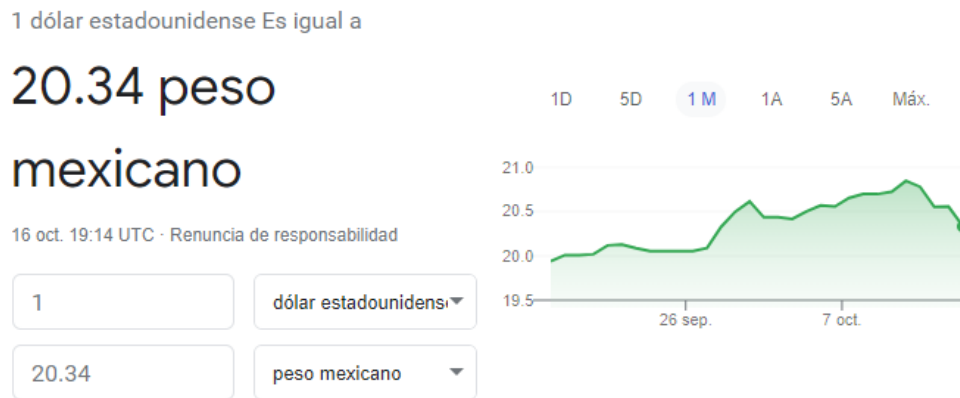 1 dólar estadounidense Es igual a
20.34 peso
mexicano
16 oct. 19:14 UTC · Renuncia de responsabilidad
1
dólar estadounidens
20.34
peso mexicano
1D 5D 1 M 1A 5A Máx.
21.0
20.5
20.0
19.5
26 sep. 7 oct.